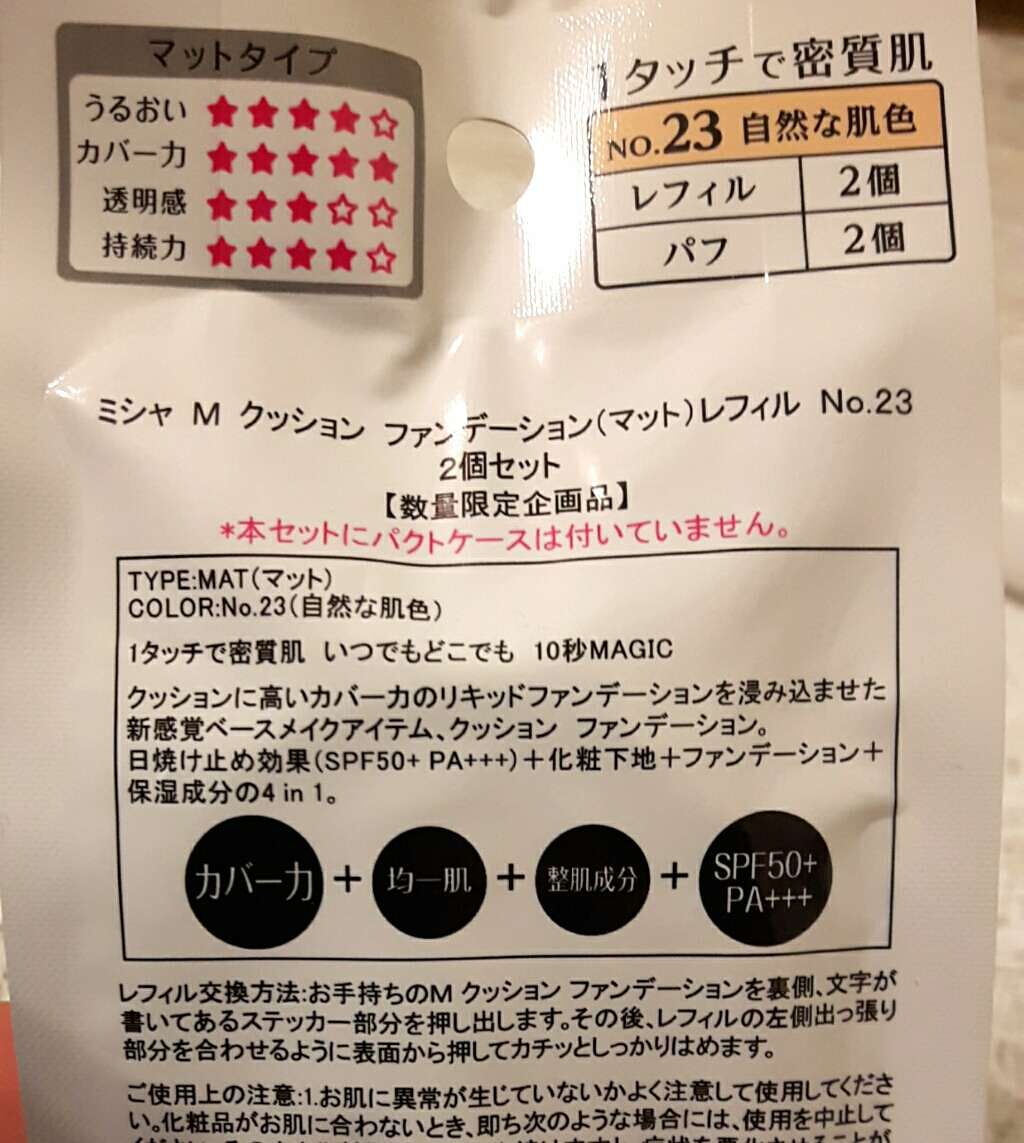 マットタイプ
うるおい ★★★★☆
カバー力 ★★★★★
透明感 ★★★☆☆
持続力 ★★★★☆
1タッチで密質肌
NO.23 自然な肌色
レフィル 2個
パフ 2個
ミシャ M クッション ファンデーション(マット)レフィル No.23
2個セット
【数量限定企画品】
*本セットにパクトケースは付いていません。
TYPE:MAT(マット)
COLOR:No.23(自然な肌色)
1タッチで密質肌 いつでもどこでも 10秒MAGIC
クッションに高いカバー力のリキッドファンデーションを浸み込ませた
新感覚ベースメイクアイテム、クッション ファンデーション。
日焼け止め効果(SPF50+ PA+++)+化粧下地+ファンデーション+
保湿成分の4 in 1。
カバー力 + 均一肌 + 整肌成分 + SPF50+
PA+++
レフィル交換方法:お手持ちのM クッション ファンデーションを裏側、文字が
書いてあるステッカー部分を押し出します。その後、レフィルの左側出っ張り
部分を合わせるように表面から押してカチッとしっかりはめます。
ご使用上の注意:1.お肌に異常が生じていないかよく注意して使用してくださ
い。化粧品がお肌に合わないとき、即ち次のような場合には、使用を中止して